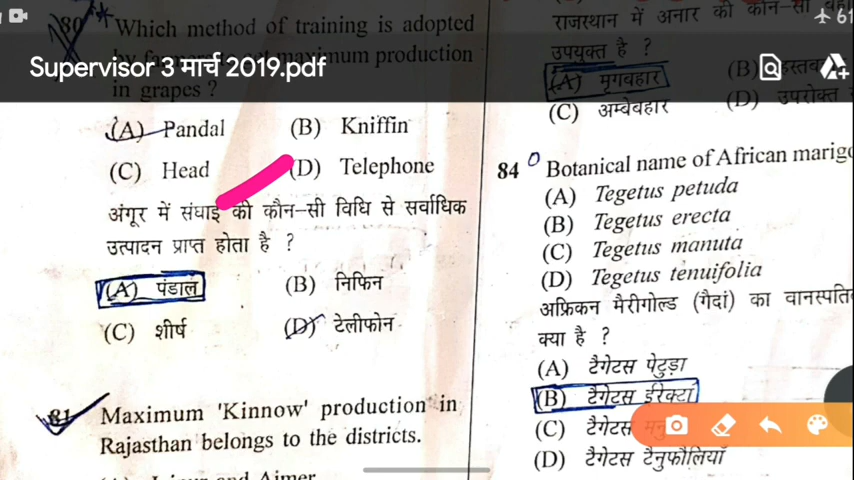 61
80 Which method of training is adopted
maximum production
in grapes ?
Supervisor 3 मार्च 2019.pdf
(A) Pandal (B) Kniffin
(C) Head (D) Telephone
अंगूर में संघाई की कौन-सी विधि से सर्वाधिक
उत्पादन प्राप्त होता है ?
(A) पंडाल (B) निफिन
(C) शीर्ष (D) टेलीफोन
81 Maximum 'Kinnow' production in
Rajasthan belongs to the districts.
राजस्थान में अनार की कौन-सी
उपयुक्त है ?
(A) मृगबहार (B)
(C) अम्बेबहार (D) उपरोक्त
84 Botanical name of African marigo
(A) Tegetus petuda
(B) Tegetus erecta
(C) Tegetus manuta
(D) Tegetus tenuifolia
अफ्रिकन मैरीगोल्ड (गैदां) का वानस्पति
क्या है ?
(A) टैगेटस पेटुड़ा
(B) टैगेटस ईरेक्टा
(C) टैगेटस
(D) टैगेटस टैनुफौलियाँ